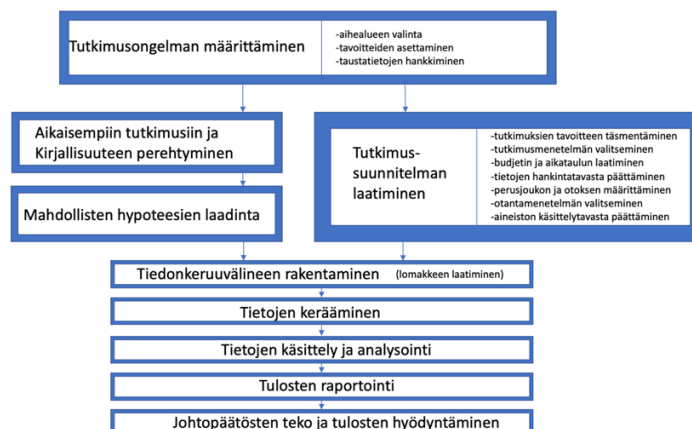 Tutkimusongelman määrittäminen
-aihealueen valinta
-tavoitteiden asettaminen
-taustatietojen hankkiminen
Aikaisempiin tutkimusiin ja
Kirjallisuuteen perehtyminen
Mahdollisten hypoteesien laadinta
Tutkimus-
suunnitelman
laatiminen
-tutkimuksien tavoitteen täsmentäminen
-tutkimusmenetelmän valitseminen
-budjetin ja aikataulun laatiminen
-tietojen hankintatavasta päättäminen
-perusjoukon ja otoksen määrittäminen
-otantamenetelmän valitseminen
-aineiston käsittelytavasta päättäminen
Tiedonkeruuvälineen rakentaminen (lomakkeen laatiminen)
Tietojen kerääminen
Tietojen käsittely ja analysointi
Tulosten raportointi
Johtopäätösten teko ja tulosten hyödyntäminen